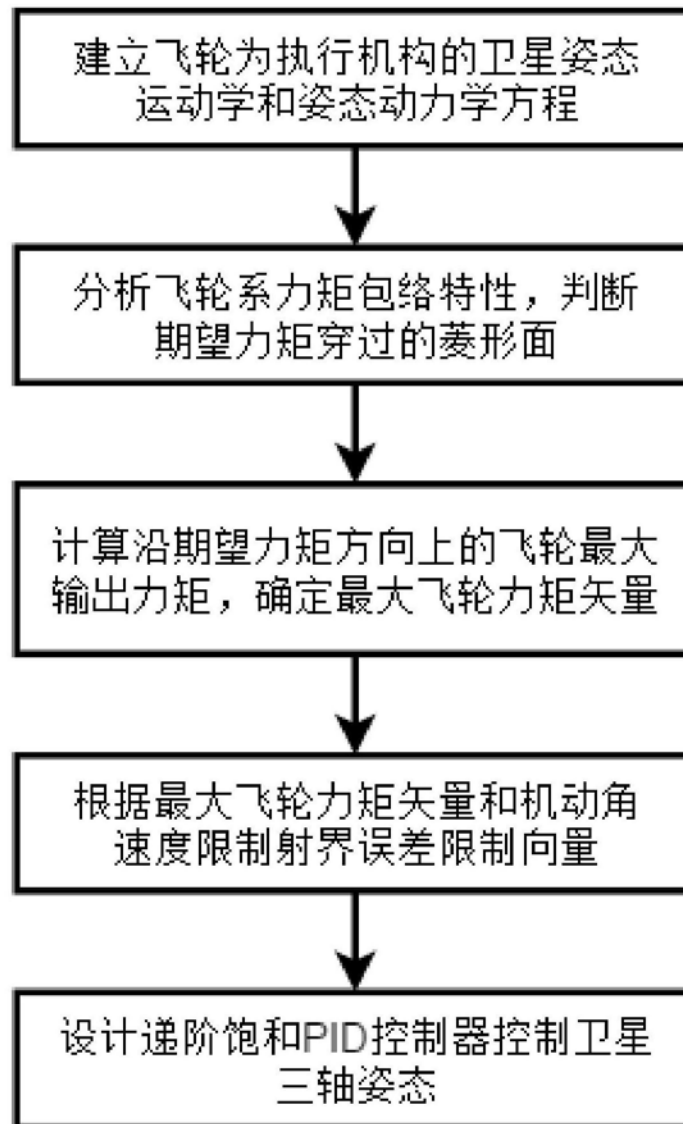 建立飞轮为执行机构的卫星姿态
运动学和姿态动力学方程
分析飞轮系力矩包络特性，判断
期望力矩穿过的菱形面
计算沿期望力矩方向上的飞轮最大
输出力矩，确定最大飞轮力矩矢量
根据最大飞轮力矩矢量和机动角
速度限制射界误差限制向量
设计递阶饱和PID控制器控制卫星
三轴姿态